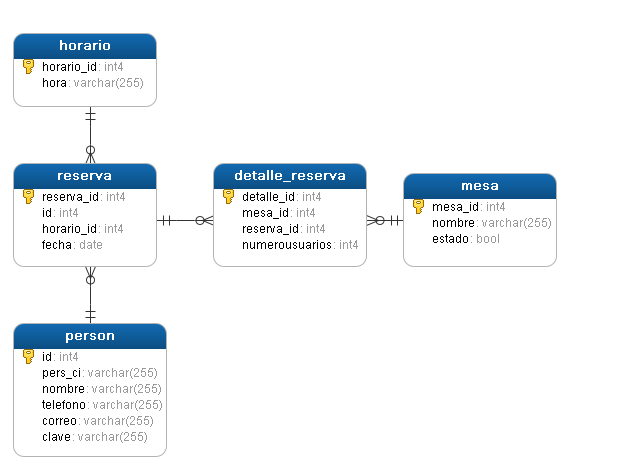 horario
horario_id: int4
hora: varchar(255)
reserva
reserva_id: int4
id: int4
horario_id: int4
fecha: date
detalle_reserva
detalle_id: int4
mesa_id: int4
reserva_id: int4
numerousuarios: int4
mesa
mesa_id: int4
nombre: varchar(255)
estado: bool
person
id: int4
pers_ci: varchar(255)
nombre: varchar(255)
telefono: varchar(255)
correo: varchar(255)
clave: varchar(255)